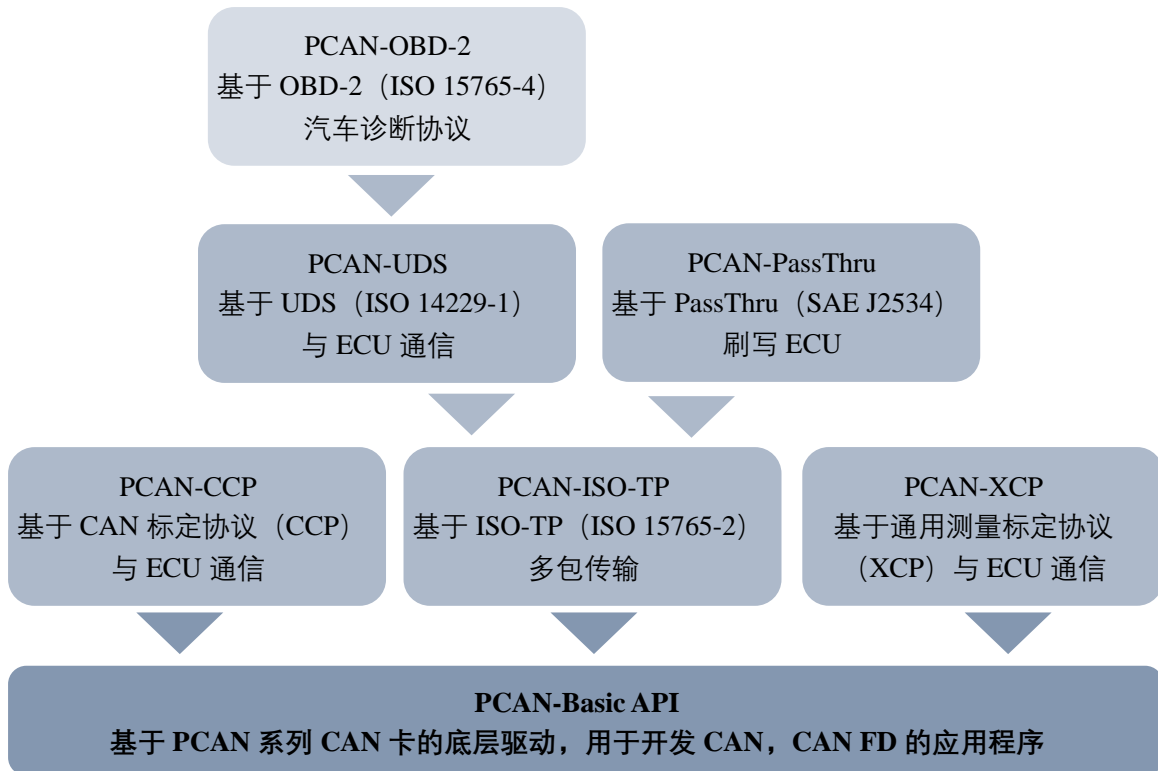 PCAN-OBD-2
基于 OBD-2（ISO 15765-4）
汽车诊断协议
PCAN-UDS
基于 UDS（ISO 14229-1）
与 ECU 通信
PCAN-PassThru
基于 PassThru（SAE J2534）
刷写 ECU
PCAN-CCP
基于 CAN 标定协议（CCP）
与 ECU 通信
PCAN-ISO-TP
基于 ISO-TP（ISO 15765-2）
多包传输
PCAN-XCP
基于通用测量标定协议
（XCP）与 ECU 通信
PCAN-Basic API
基于 PCAN 系列 CAN 卡的底层驱动，用于开发 CAN，CAN FD 的应用程序